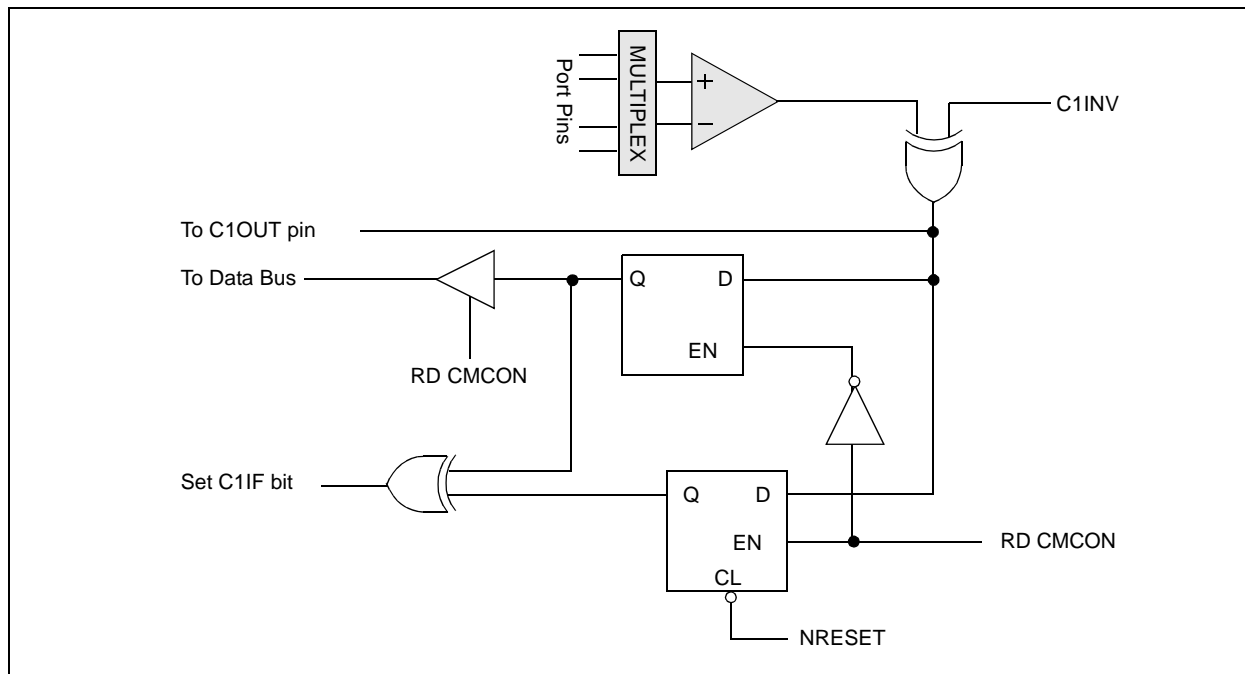 Port Pins
MULTIPLEX
+
–
C1INV
To C1OUT pin
To Data Bus
Q
D
EN
RD CMCON
Set C1IF bit
Q
D
EN
CL
RD CMCON
NRESET